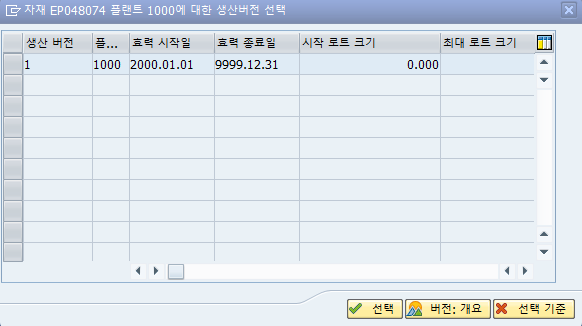 자재 EP048074 플랜트 1000에 대한 생산버전 선택
생산 버전 플... 효력 시작일 효력 종료일 시작 로트 크기 최대 로트 크기
1 1000 2000.01.01 9999.12.31 0.000
선택 버전: 개요 선택 기준